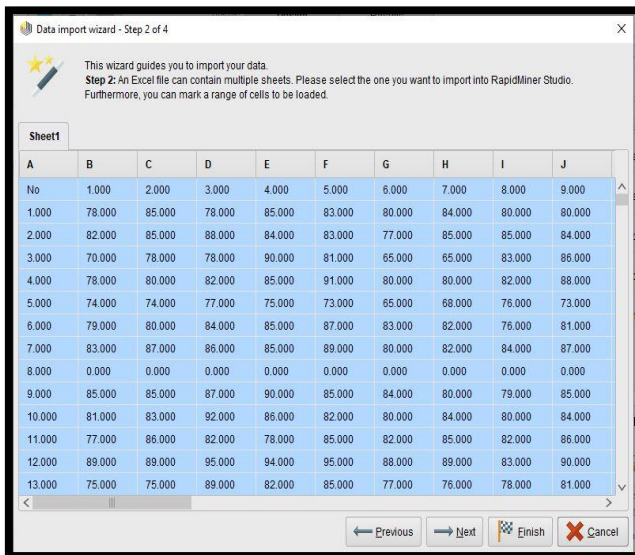 Data import wizard - Step 2 of 4
This wizard guides you to import your data.
Step 2: An Excel file can contain multiple sheets. Please select the one you want to import into RapidMiner Studio.
Furthermore, you can mark a range of cells to be loaded.
Sheet1
A B C D E F G H I J
No 1.000 2.000 3.000 4.000 5.000 6.000 7.000 8.000 9.000
1.000 78.000 85.000 78.000 85.000 83.000 80.000 84.000 80.000 80.000
2.000 82.000 85.000 88.000 84.000 83.000 77.000 85.000 85.000 84.000
3.000 70.000 78.000 78.000 90.000 81.000 65.000 65.000 83.000 86.000
4.000 78.000 80.000 82.000 85.000 91.000 80.000 80.000 82.000 88.000
5.000 74.000 74.000 77.000 75.000 73.000 65.000 68.000 76.000 73.000
6.000 79.000 80.000 84.000 85.000 87.000 83.000 82.000 76.000 81.000
7.000 83.000 87.000 86.000 85.000 89.000 80.000 82.000 84.000 87.000
8.000 0.000 0.000 0.000 0.000 0.000 0.000 0.000 0.000 0.000
9.000 85.000 85.000 87.000 90.000 85.000 84.000 80.000 79.000 85.000
10.000 81.000 83.000 92.000 86.000 82.000 80.000 84.000 80.000 84.000
11.000 77.000 86.000 82.000 78.000 85.000 82.000 85.000 82.000 86.000
12.000 89.000 89.000 95.000 94.000 95.000 88.000 89.000 83.000 90.000
13.000 75.000 75.000 89.000 82.000 85.000 77.000 76.000 78.000 81.000
Previous Next Finish Cancel